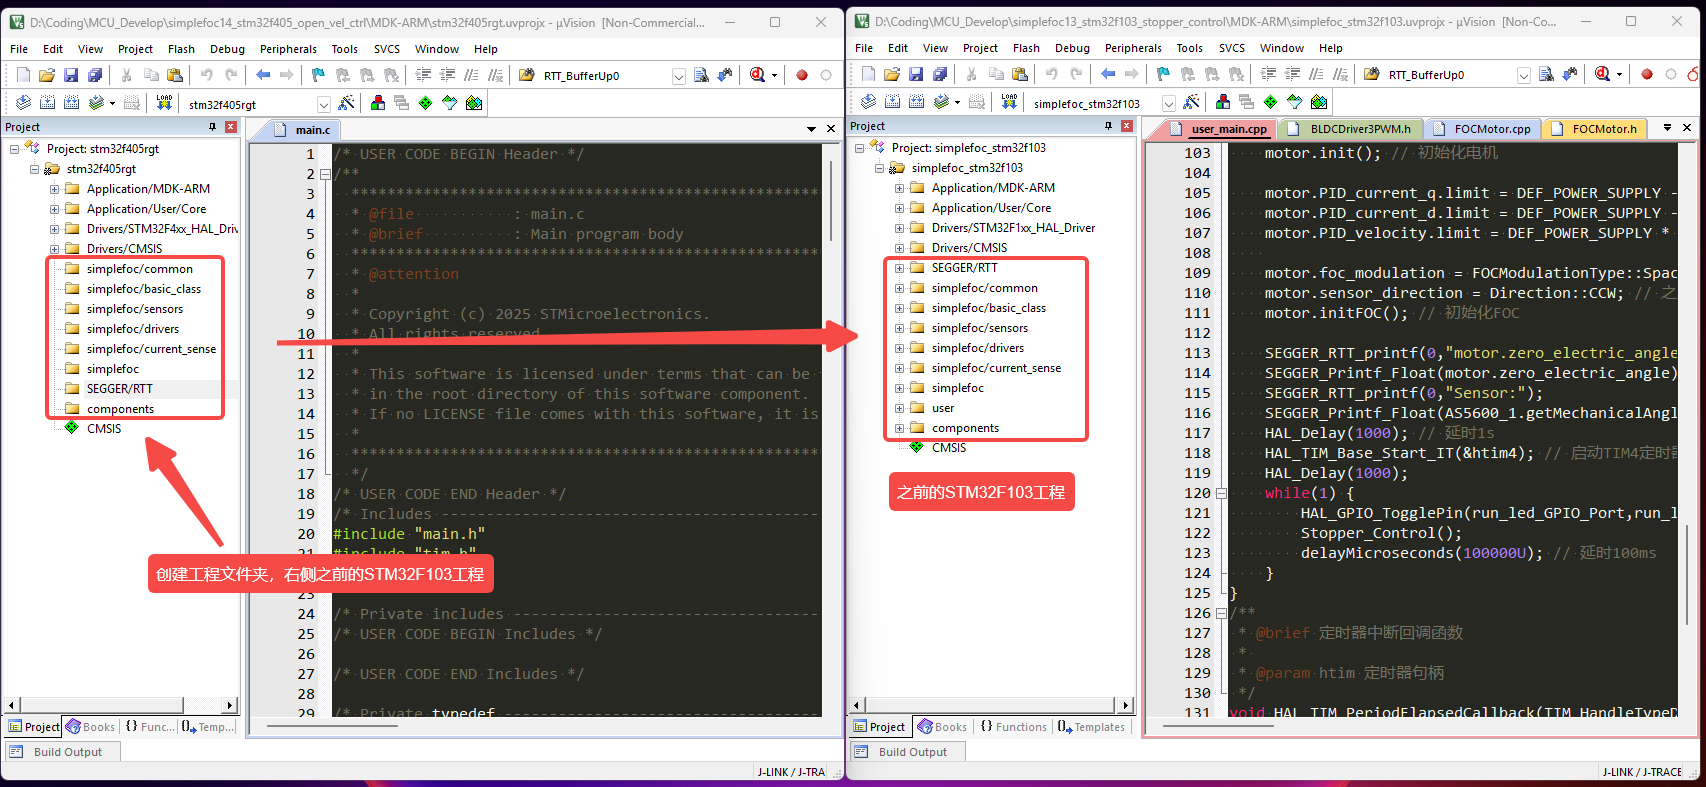 D:\Coding\MCU_Develop\simplefoc14_stm32f405_open_vel_ctrl\MDK-ARM\stm32f405rgt.uvprojx - µVision [Non-Commercial...
File Edit View Project Flash Debug Peripherals Tools SVCS Window Help
RTT_BufferUp0
LOAD
stm32f405rgt
Project
main.c
Project: stm32f405rgt
stm32f405rgt
Application/MDK-ARM
Application/User/Core
Drivers/STM32F4xx_HAL_Driv
Drivers/CMSIS
simplefoc/common
simplefoc/basic_class
simplefoc/sensors
simplefoc/drivers
simplefoc/current_sense
simplefoc
SEGGER/RTT
components
CMSIS
创建工程文件夹，右侧之前的STM32F103工程
1 /* USER CODE BEGIN Header */
2 /**
3 ******************************************************
4 * @file : main.c
5 * @brief : Main program body
6 ******************************************************
7 * @attention
8 *
9 * Copyright (c) 2025 STMicroelectronics.
10 * All rights reserved
11 *
12 * This software is licensed under terms that can be
13 * in the root directory of this software component.
14 * If no LICENSE file comes with this software, it is
15 *
16 ******************************************************
17 */
18 /* USER CODE END Header */
19 /* Includes ------------------------------------------
20 #include "main.h"
21 #include "tim.h"
23
24 /* Private includes ----------------------------------
25 /* USER CODE BEGIN Includes */
26
27 /* USER CODE END Includes */
28
29 /* Private typedef -----------------------------------
Project Books Func... Temp...
Build Output
J-LINK / J-TRA
D:\Coding\MCU_Develop\simplefoc13_stm32f103_stopper_control\MDK-ARM\simplefoc_stm32f103.uvprojx - µVision [Non-Co...
File Edit View Project Flash Debug Peripherals Tools SVCS Window Help
RTT_BufferUp0
LOAD
simplefoc_stm32f103
Project
user_main.cpp BLDCDriver3PWM.h FOCMotor.cpp FOCMotor.h
Project: simplefoc_stm32f103
simplefoc_stm32f103
Application/MDK-ARM
Application/User/Core
Drivers/STM32F1xx_HAL_Driver
Drivers/CMSIS
SEGGER/RTT
simplefoc/common
simplefoc/basic_class
simplefoc/sensors
simplefoc/drivers
simplefoc/current_sense
simplefoc
user
components
CMSIS
之前的STM32F103工程
103 motor.init(); // 初始化电机
104
105 motor.PID_current_q.limit = DEF_POWER_SUPPLY -
106 motor.PID_current_d.limit = DEF_POWER_SUPPLY -
107 motor.PID_velocity.limit = DEF_POWER_SUPPLY *
108
109 motor.foc_modulation = FOCModulationType::Spac
110 motor.sensor_direction = Direction::CCW; // 之
111 motor.initFOC(); // 初始化FOC
112
113 SEGGER_RTT_printf(0,"motor.zero_electric_angle
114 SEGGER_Printf_Float(motor.zero_electric_angle)
115 SEGGER_RTT_printf(0,"Sensor:");
116 SEGGER_Printf_Float(AS5600_1.getMechanicalAngl
117 HAL_Delay(1000); // 延时1s
118 HAL_TIM_Base_Start_IT(&htim4); // 启动TIM4定时器
119 HAL_Delay(1000);
120 while(1) {
121 HAL_GPIO_TogglePin(run_led_GPIO_Port,run_l
122 Stopper_Control();
123 delayMicroseconds(100000U); // 延时100ms
124 }
125 }
126 /**
127 * @brief 定时器中断回调函数
128 *
129 * @param htim 定时器句柄
130 */
131 void HAL_TIM_PeriodElapsedCallback(TIM_HandleTypeD
Project Books Functions Templates
Build Output
J-LINK / J-TRACE